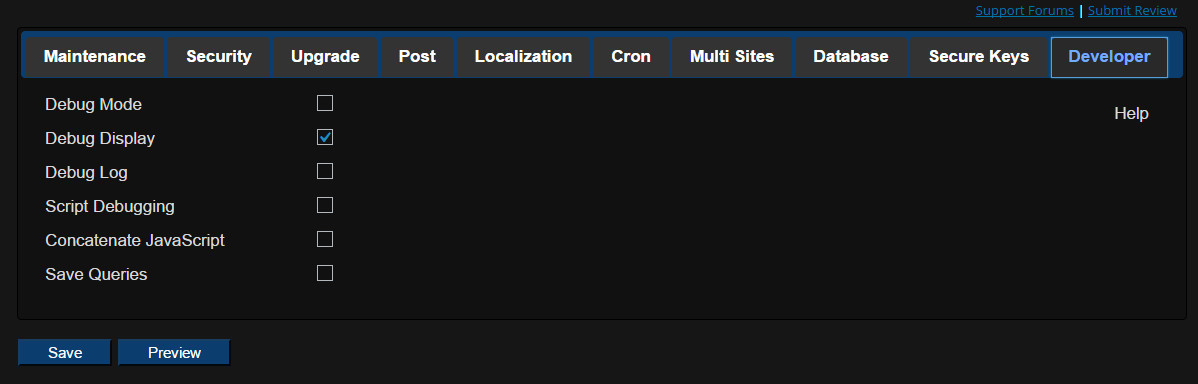 Support Forums | Submit Review
Maintenance Security Upgrade Post Localization Cron Multi Sites Database Secure Keys Developer
Debug Mode
Help
Debug Display
Debug Log
Script Debugging
Concatenate JavaScript
Save Queries
Save Preview